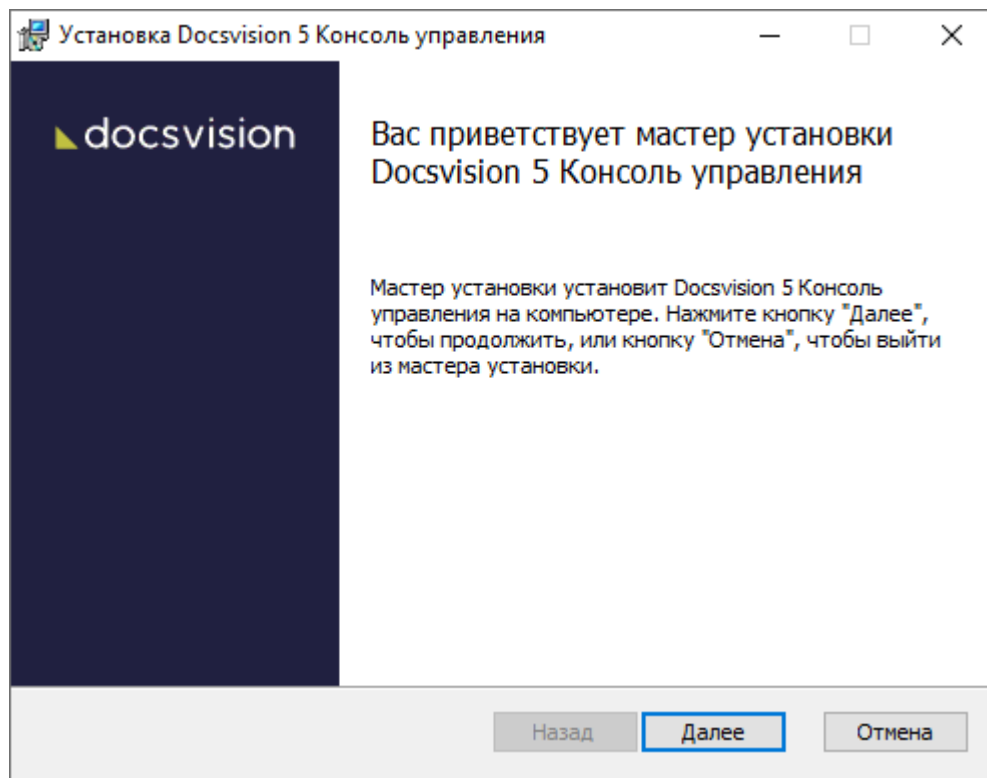 Установка Docsvision 5 Консоль управления
docsvision
Вас приветствует мастер установки
Docsvision 5 Консоль управления
Мастер установки установит Docsvision 5 Консоль
управления на компьютере. Нажмите кнопку "Далее",
чтобы продолжить, или кнопку "Отмена", чтобы выйти
из мастера установки.
Назад Далее Отмена